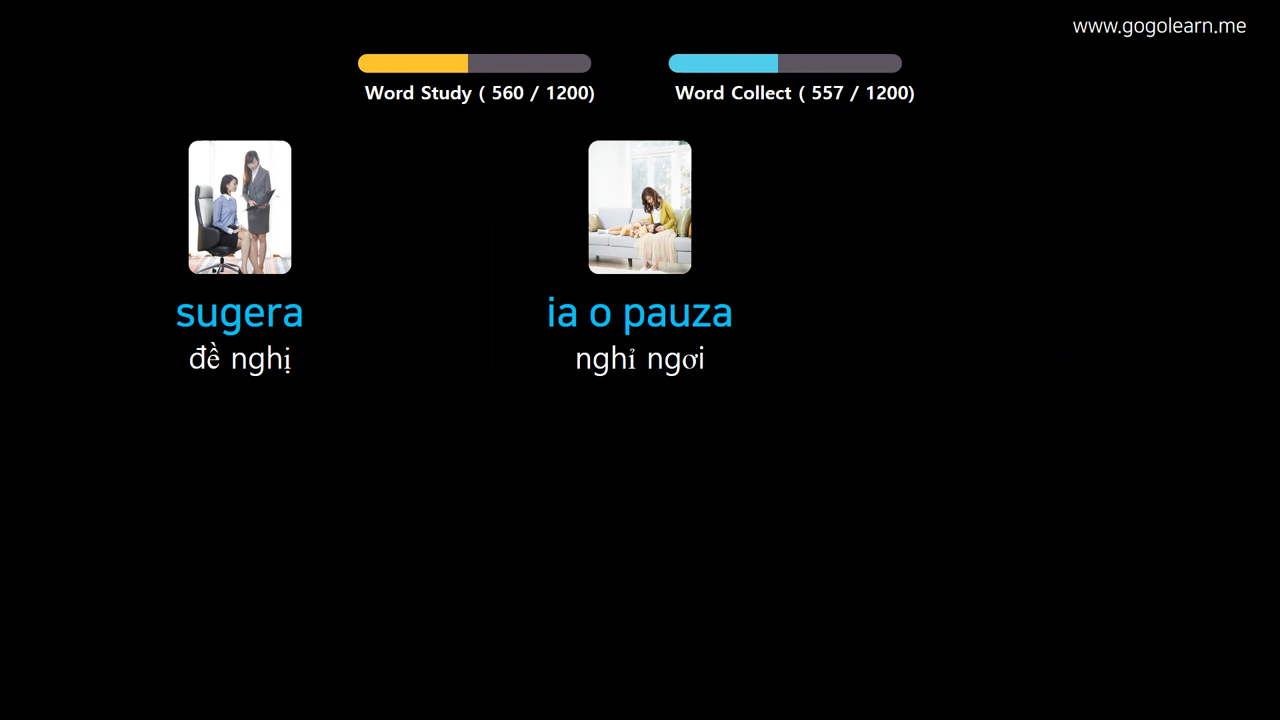 www.gogolearn.me
Word Study ( 560 / 1200)
Word Collect ( 557 / 1200)
sugera
đề nghị
ia o pauza
nghỉ ngơi